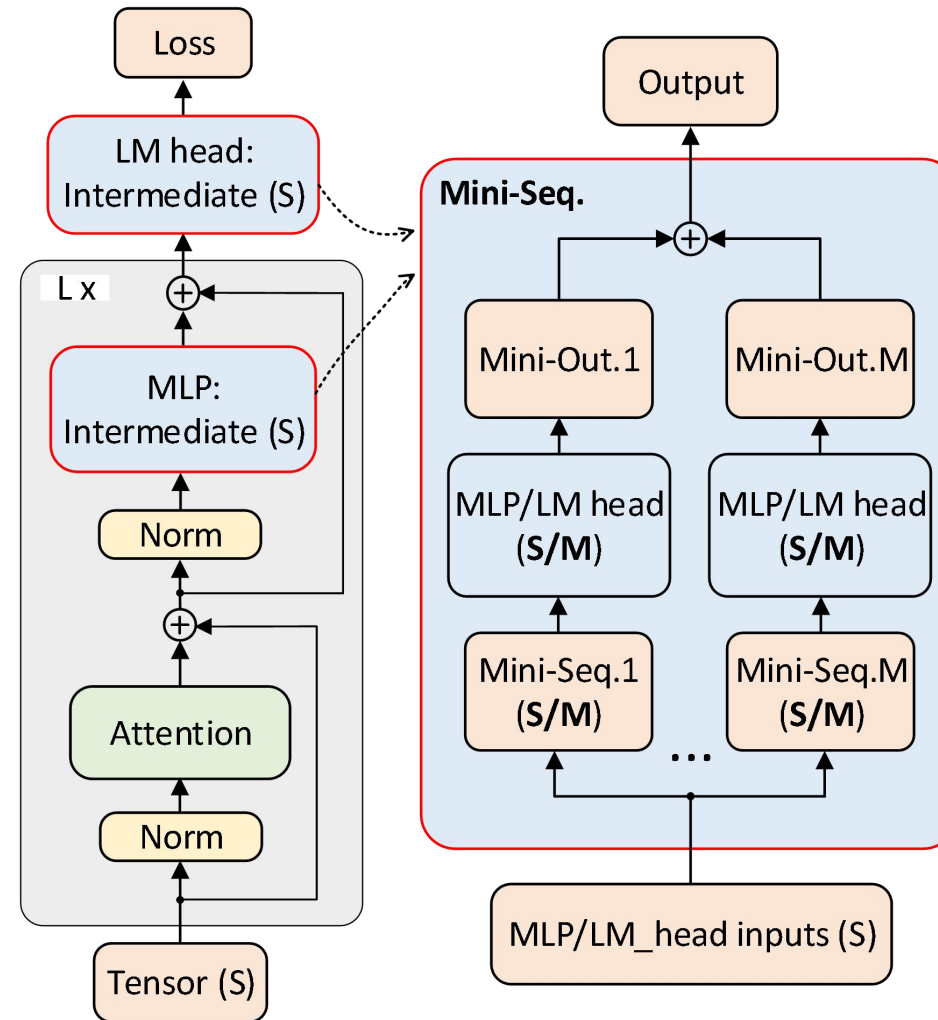 Loss
LM head:
Intermediate (S)
L x
MLP:
Intermediate (S)
Norm
Attention
Norm
Tensor (S)
Output
Mini-Seq.
Mini-Out.1
Mini-Out.M
MLP/LM head
(S/M)
MLP/LM head
(S/M)
Mini-Seq.1
(S/M)
Mini-Seq.M
(S/M)
...
MLP/LM_head inputs (S)